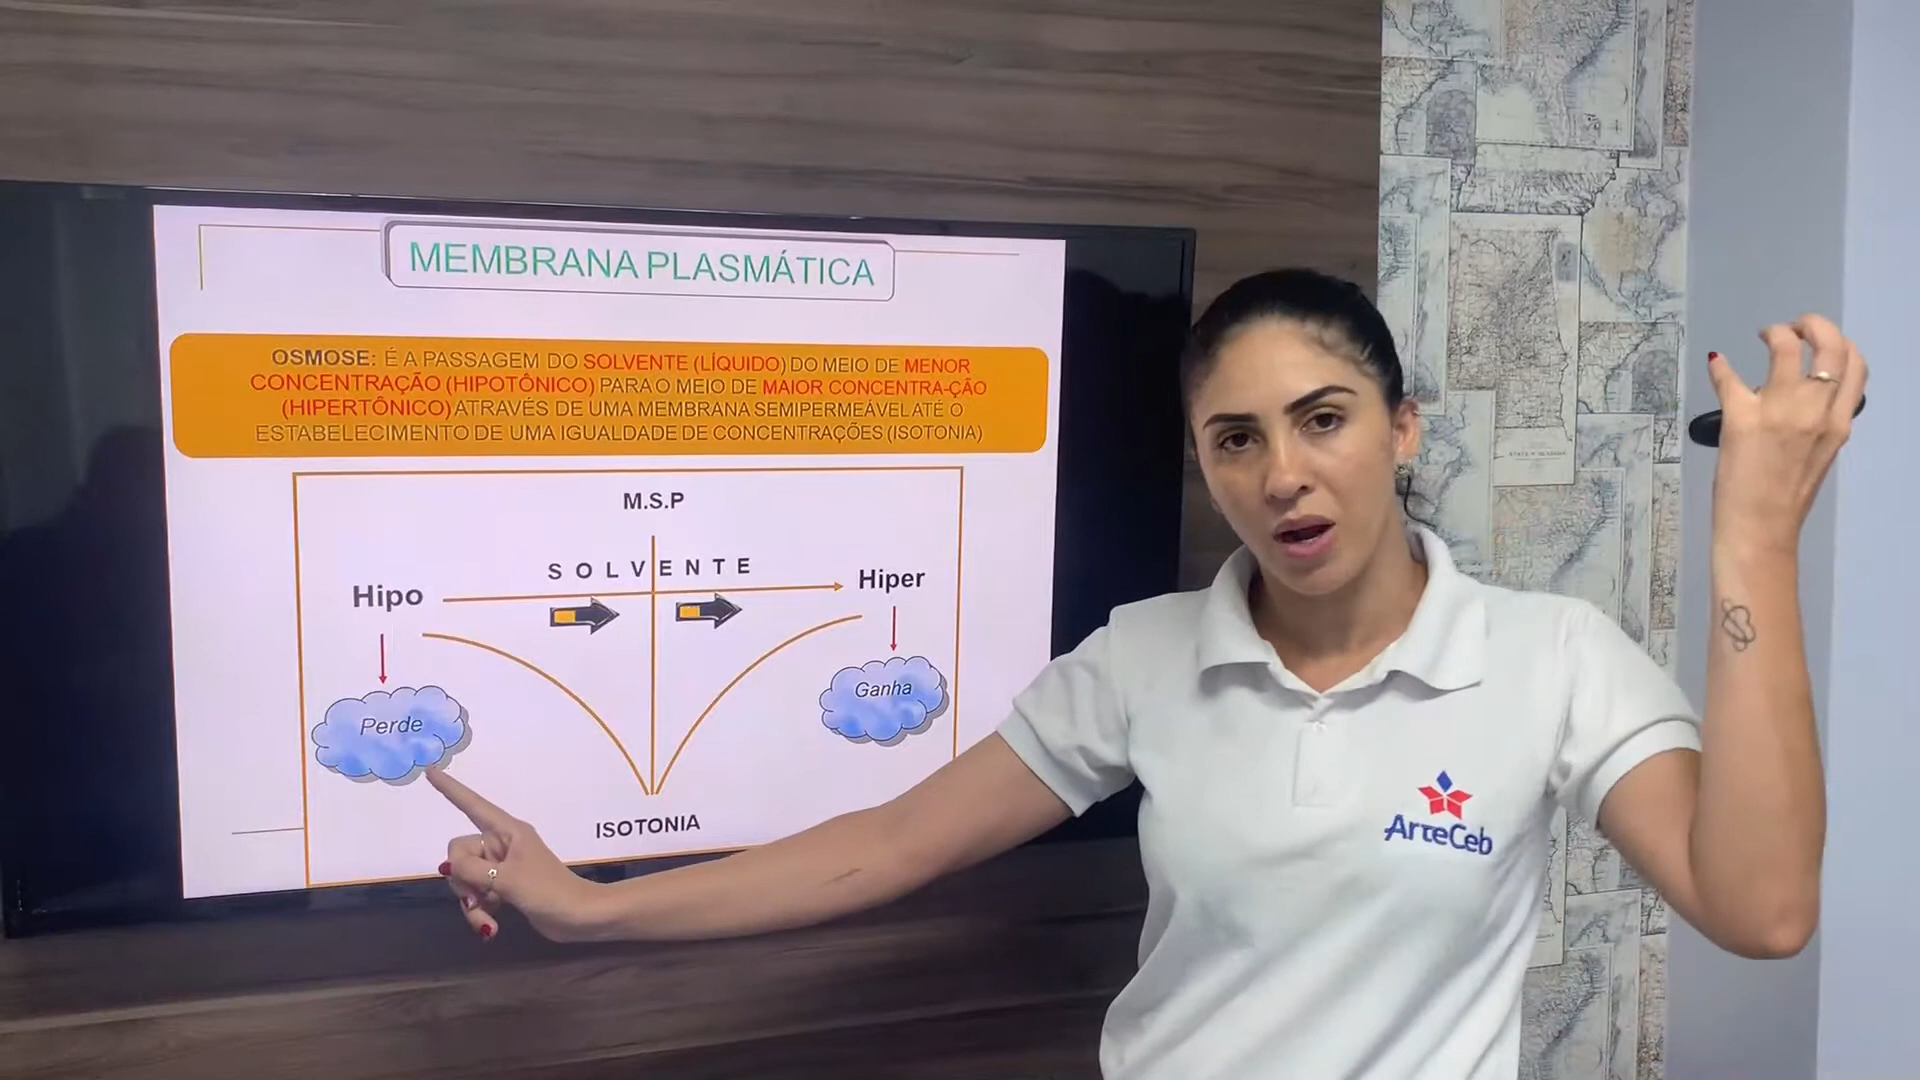 MEMBRANA PLASMÁTICA
OSMOSE: É A PASSAGEM DO SOLVENTE (LÍQUIDO) DO MEIO DE MENOR
CONCENTRAÇÃO (HIPOTÔNICO) PARA O MEIO DE MAIOR CONCENTRA-ÇÃO
(HIPERTÔNICO) ATRAVÉS DE UMA MEMBRANA SEMIPERMEÁVEL ATÉ O
ESTABELECIMENTO DE UMA IGUALDADE DE CONCENTRAÇÕES (ISOTONIA)
M.S.P
SOLVENTE
Hipo
Hiper
Perde
Ganha
ISOTONIA
ArteCeb